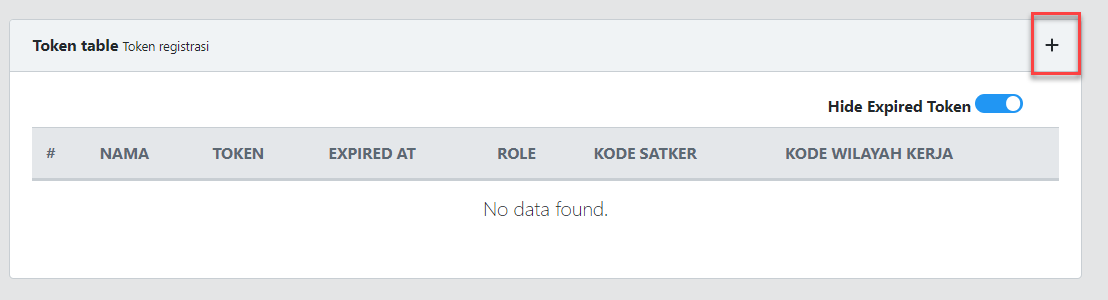 Token table Token registrasi +
Hide Expired Token
# NAMA TOKEN EXPIRED AT ROLE KODE SATKER KODE WILAYAH KERJA
No data found.